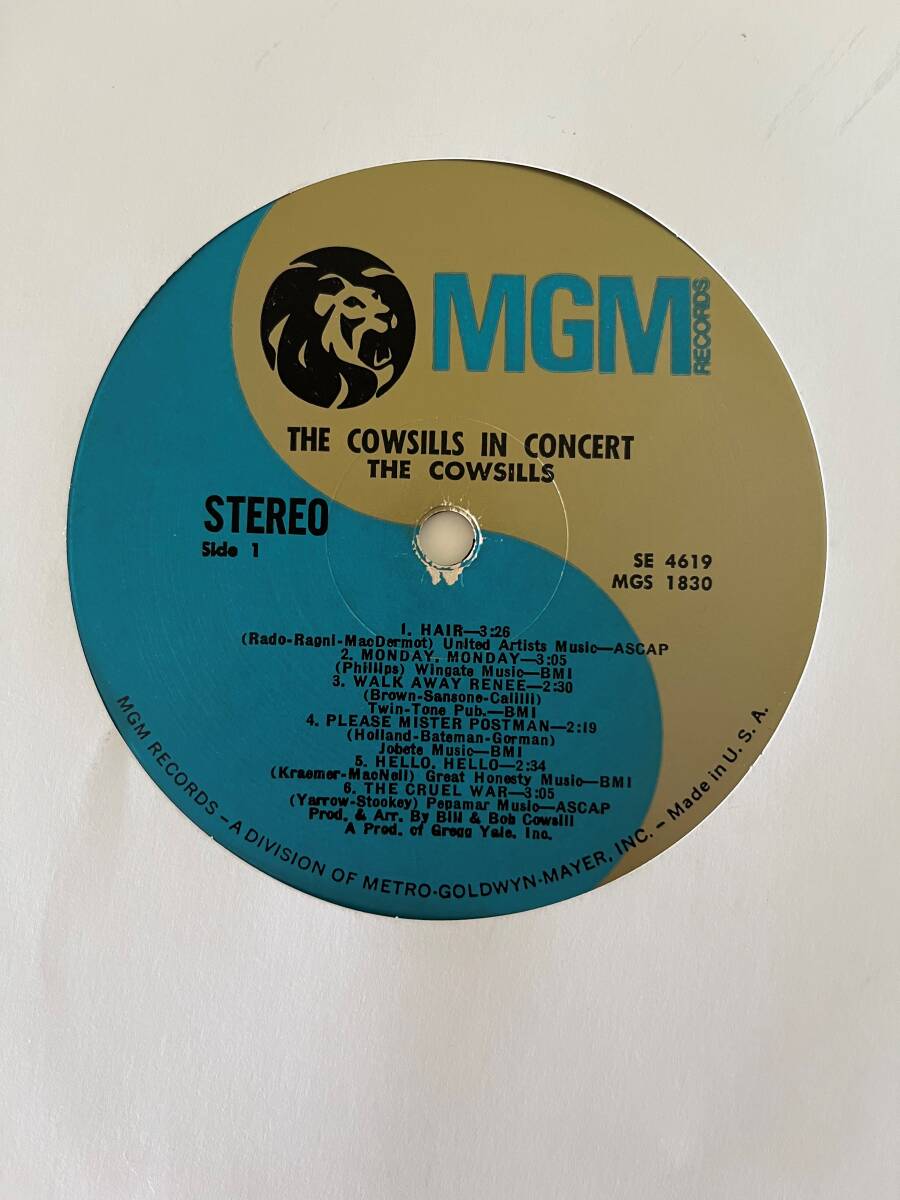 MGM
RECORDS
THE COWSILLS IN CONCERT
THE COWSILLS
STEREO
Side 1
SE 4619
MGS 1830
1. HAIR—3:26
(Rado-Ragni-MacDermot) United Artists Music—ASCAP
2. MONDAY, MONDAY—3:05
(Phillips) Wingate Music—BMI
3. WALK AWAY RENEE—2:30
(Brown-Sansone-Calilli)
Twin-Tone Pub.—BMI
4. PLEASE MISTER POSTMAN—2:19
(Holland-Bateman-Gorman)
Jobete Music—BMI
5. HELLO, HELLO—2:34
(Kraemer-MacNeil) Great Honesty Music—BMI
6. THE CRUEL WAR—3:05
(Yarrow-Stookey) Pepamar Music—ASCAP
Prod. & Arr. By Bill & Bob Cowsill
A Prod. of Gregg Yale, Inc.
MGM RECORDS – A DIVISION OF METRO-GOLDWYN-MAYER, INC. – Made in U. S. A.